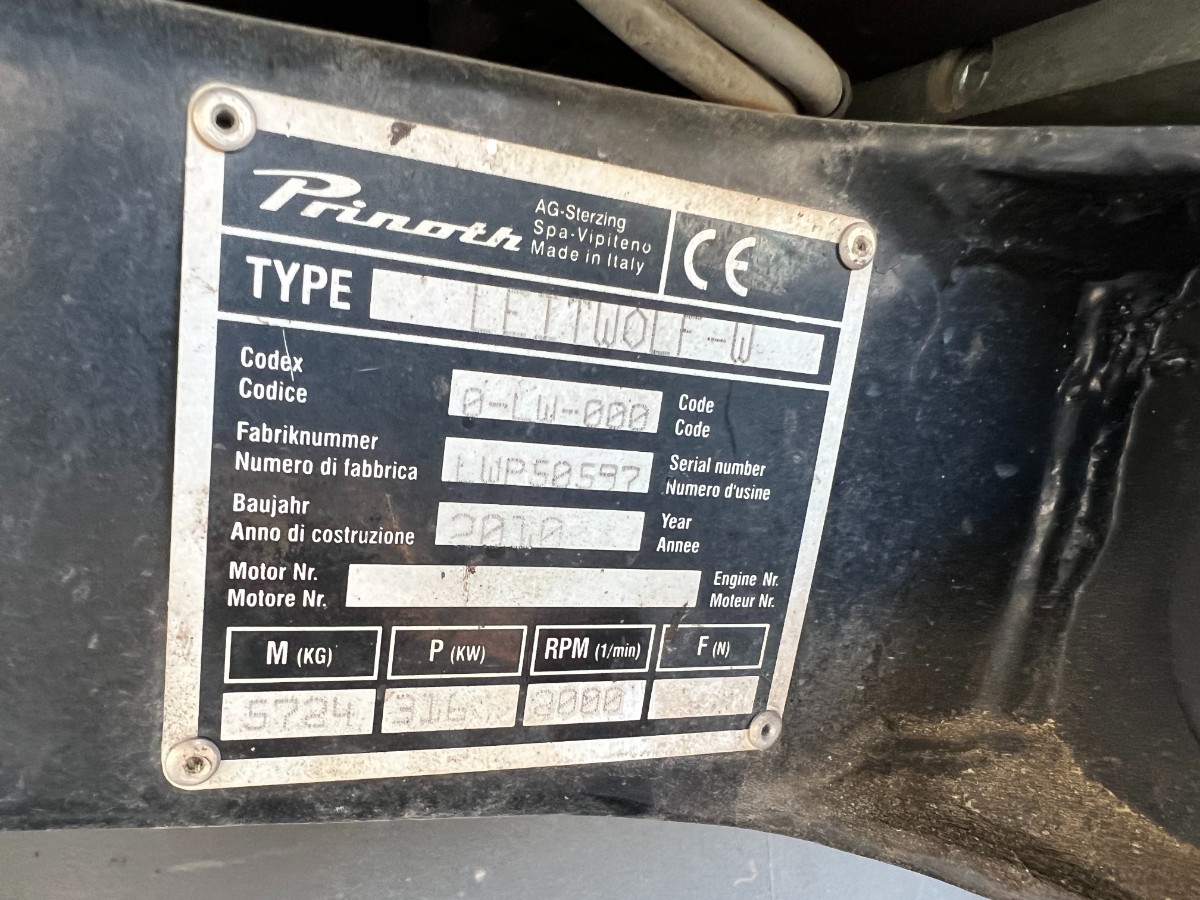 Prinoth
AG-Sterzing
Spa-Vipiteno
Made in Italy
CE
TYPE LEITWOLF-W
Codex
Codice
0-LW-000
Code
Code
Fabriknummer
Numero di fabbrica
LWP50597
Serial number
Numero d'usine
Baujahr
Anno di costruzione
2010
Year
Annee
Motor Nr.
Motore Nr.
Engine Nr.
Moteur Nr.
M (KG) P (KW) RPM (1/min) F (N)
5724 316 2000